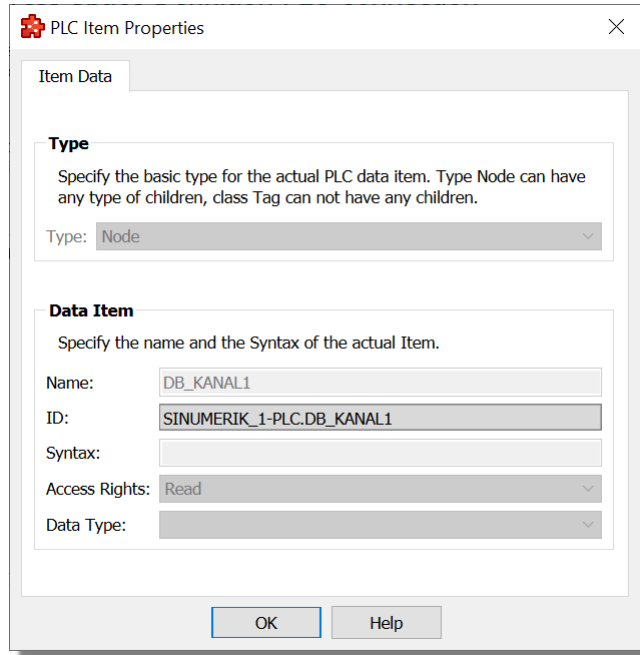 PLC Item Properties
Item Data
Type
Specify the basic type for the actual PLC data item. Type Node can have
any type of children, class Tag can not have any children.
Type: Node
Data Item
Specify the name and the Syntax of the actual Item.
Name: DB_KANAL1
ID: SINUMERIK_1-PLC.DB_KANAL1
Syntax:
Access Rights: Read
Data Type:
OK Help